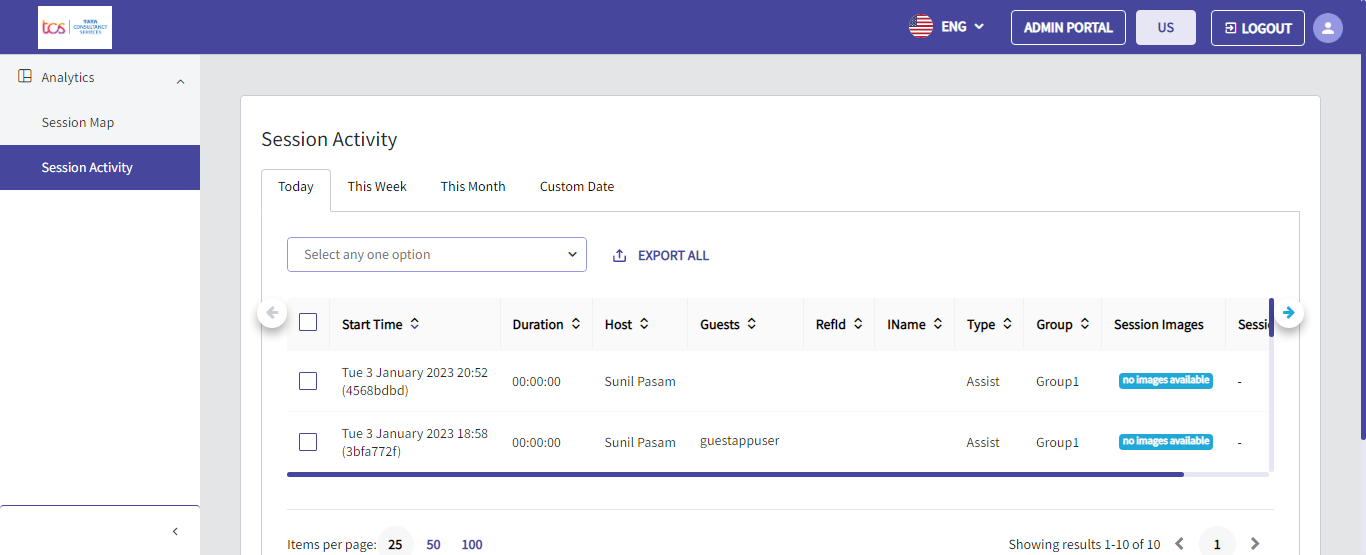 tcs TATA CONSULTANCY SERVICES
ENG
ADMIN PORTAL
US
LOGOUT
Analytics
Session Map
Session Activity
Session Activity
Today This Week This Month Custom Date
Select any one option EXPORT ALL
Start Time Duration Host Guests RefId IName Type Group Session Images Sessi
Tue 3 January 2023 20:52
(4568bdbd) 00:00:00 Sunil Pasam Assist Group1 no images available -
Tue 3 January 2023 18:58
(3bfa772f) 00:00:00 Sunil Pasam guestappuser Assist Group1 no images available -
Items per page: 25 50 100 Showing results 1-10 of 10 1